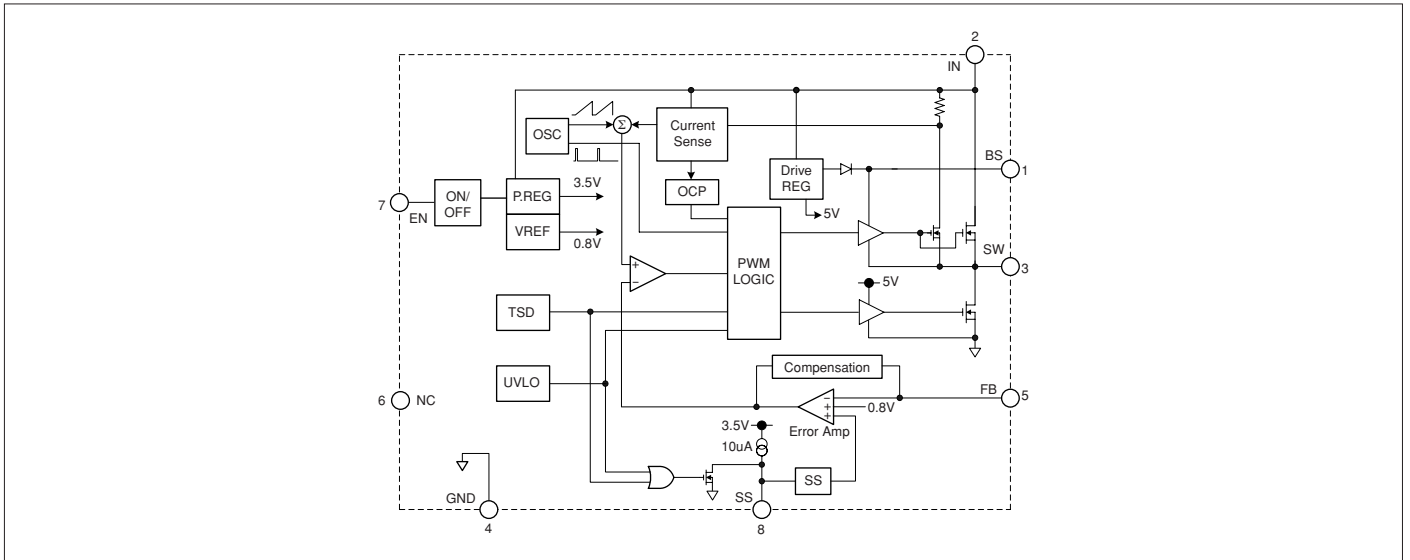 2
IN
OSC
Σ
Current
Sense
BS
1
Drive
REG
5V
OCP
7
EN
ON/
OFF
P.REG
3.5V
VREF
0.8V
SW
3
PWM
LOGIC
+
−
5V
TSD
Compensation
UVLO
FB
5
6
NC
−
+
+
0.8V
Error Amp
3.5V
10uA
SS
GND
4
SS
8